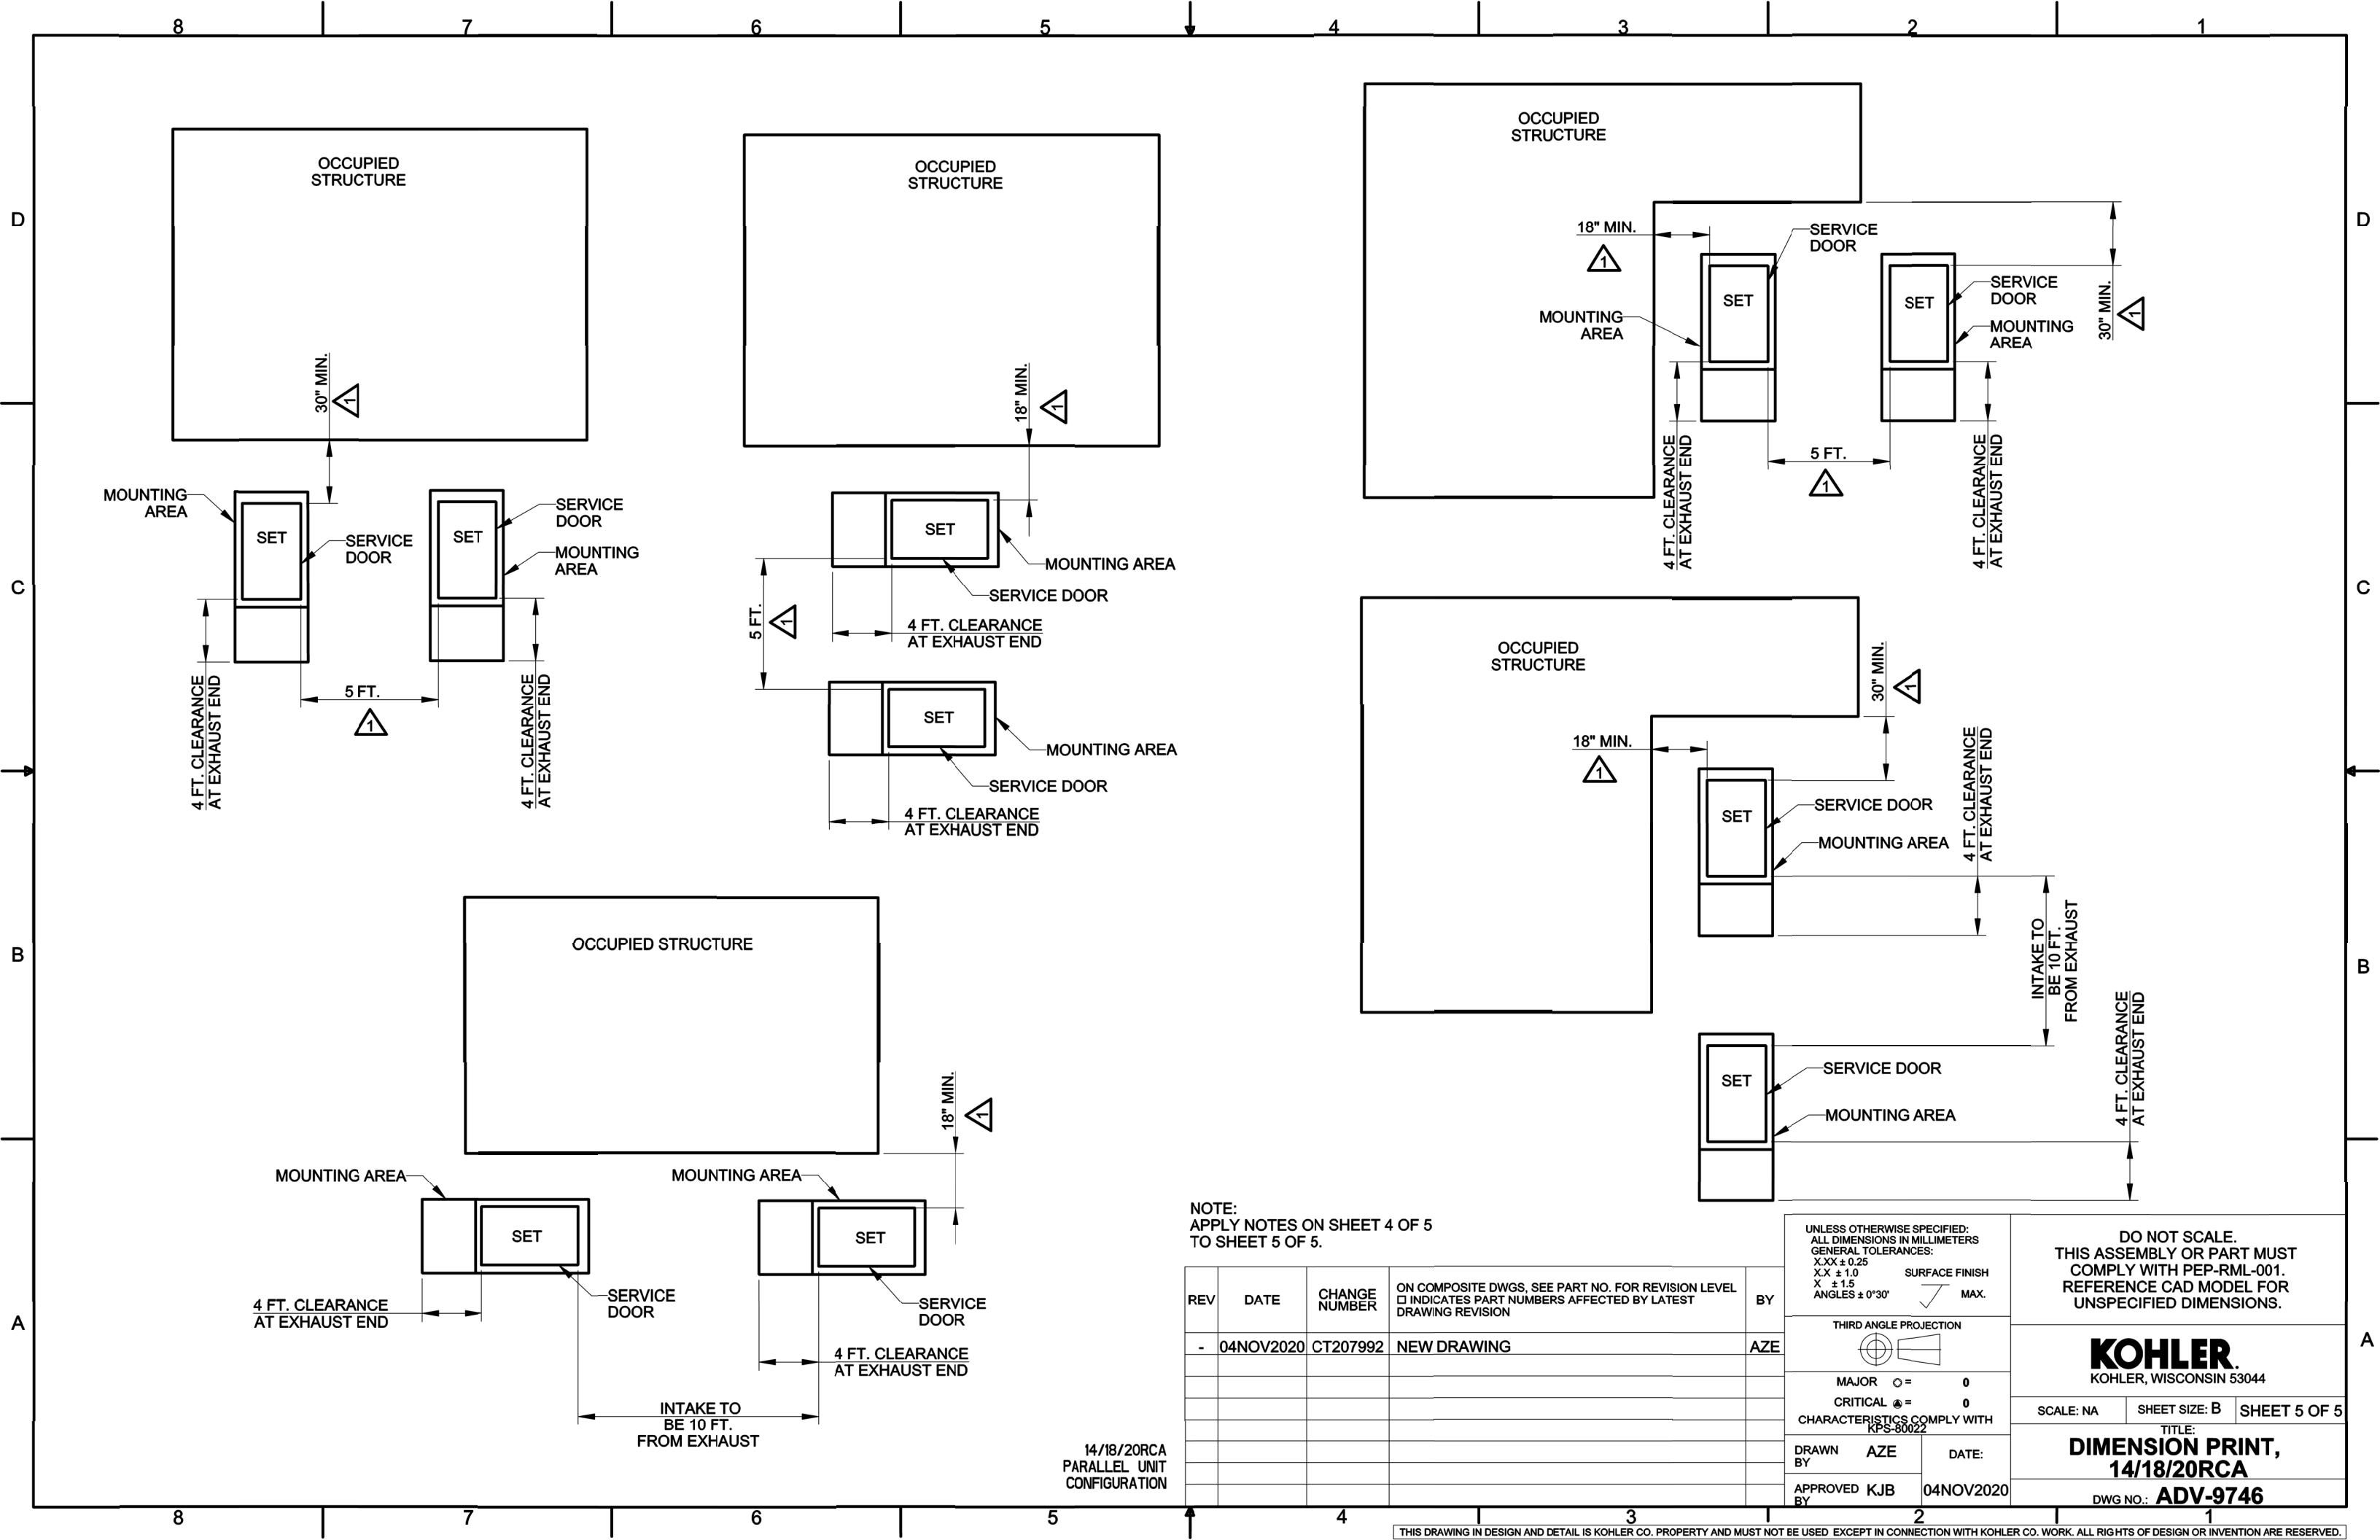 8 7 6 5 4 3 2 1
D
D
C
C
B
B
A
A
OCCUPIED
STRUCTURE
30" MIN.
1
MOUNTING
AREA
SET
SERVICE
DOOR
SET
SERVICE
DOOR
MOUNTING
AREA
4 FT. CLEARANCE
AT EXHAUST END
5 FT.
1
4 FT. CLEARANCE
AT EXHAUST END
OCCUPIED
STRUCTURE
18" MIN.
1
SET
MOUNTING AREA
SERVICE DOOR
5 FT.
1
4 FT. CLEARANCE
AT EXHAUST END
SET
MOUNTING AREA
SERVICE DOOR
4 FT. CLEARANCE
AT EXHAUST END
OCCUPIED
STRUCTURE
18" MIN.
1
SERVICE
DOOR
SET
MOUNTING
AREA
SET
SERVICE
DOOR
MOUNTING
AREA
30" MIN.
1
4 FT. CLEARANCE
AT EXHAUST END
5 FT.
1
4 FT. CLEARANCE
AT EXHAUST END
OCCUPIED
STRUCTURE
30" MIN.
1
18" MIN.
1
SET
SERVICE DOOR
MOUNTING AREA
4 FT. CLEARANCE
AT EXHAUST END
INTAKE TO
BE 10 FT.
FROM EXHAUST
SET
SERVICE DOOR
MOUNTING AREA
4 FT. CLEARANCE
AT EXHAUST END
OCCUPIED STRUCTURE
18" MIN.
1
MOUNTING AREA
MOUNTING AREA
SET
SET
SERVICE
DOOR
SERVICE
DOOR
4 FT. CLEARANCE
AT EXHAUST END
4 FT. CLEARANCE
AT EXHAUST END
INTAKE TO
BE 10 FT.
FROM EXHAUST
14/18/20RCA
PARALLEL UNIT
CONFIGURATION
NOTE:
APPLY NOTES ON SHEET 4 OF 5
TO SHEET 5 OF 5.
REV
DATE
CHANGE
NUMBER
ON COMPOSITE DWGS, SEE PART NO. FOR REVISION LEVEL
☐ INDICATES PART NUMBERS AFFECTED BY LATEST
DRAWING REVISION
BY
- 04NOV2020 CT207992 NEW DRAWING AZE
UNLESS OTHERWISE SPECIFIED:
ALL DIMENSIONS IN MILLIMETERS
GENERAL TOLERANCES:
X.XX ± 0.25
X.X ± 1.0
X ± 1.5
ANGLES ± 0°30'
SURFACE FINISH
MAX.
THIRD ANGLE PROJECTION
MAJOR = 0
CRITICAL = 0
CHARACTERISTICS COMPLY WITH
KPS-80022
DRAWN
BY
AZE
DATE:
APPROVED
BY
KJB
04NOV2020
DO NOT SCALE.
THIS ASSEMBLY OR PART MUST
COMPLY WITH PEP-RML-001.
REFERENCE CAD MODEL FOR
UNSPECIFIED DIMENSIONS.
KOHLER.
KOHLER, WISCONSIN 53044
SCALE: NA
SHEET SIZE: B
SHEET 5 OF 5
TITLE:
DIMENSION PRINT,
14/18/20RCA
DWG NO.: ADV-9746
8 7 6 5 4 3 2 1
THIS DRAWING IN DESIGN AND DETAIL IS KOHLER CO. PROPERTY AND MUST NOT BE USED EXCEPT IN CONNECTION WITH KOHLER CO. WORK. ALL RIGHTS OF DESIGN OR INVENTION ARE RESERVED.